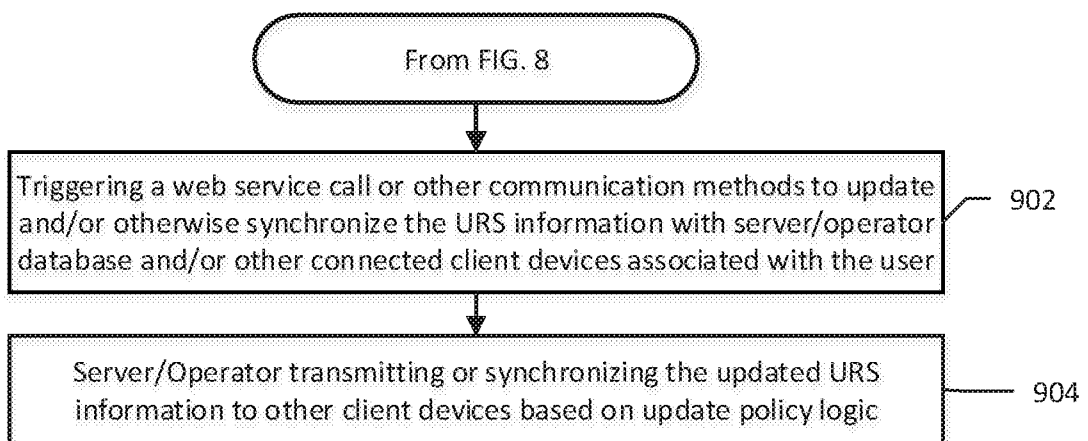 From FIG. 8
Triggering a web service call or other communication methods to update
and/or otherwise synchronize the URS information with server/operator
database and/or other connected client devices associated with the user
902
Server/Operator transmitting or synchronizing the updated URS
information to other client devices based on update policy logic
904